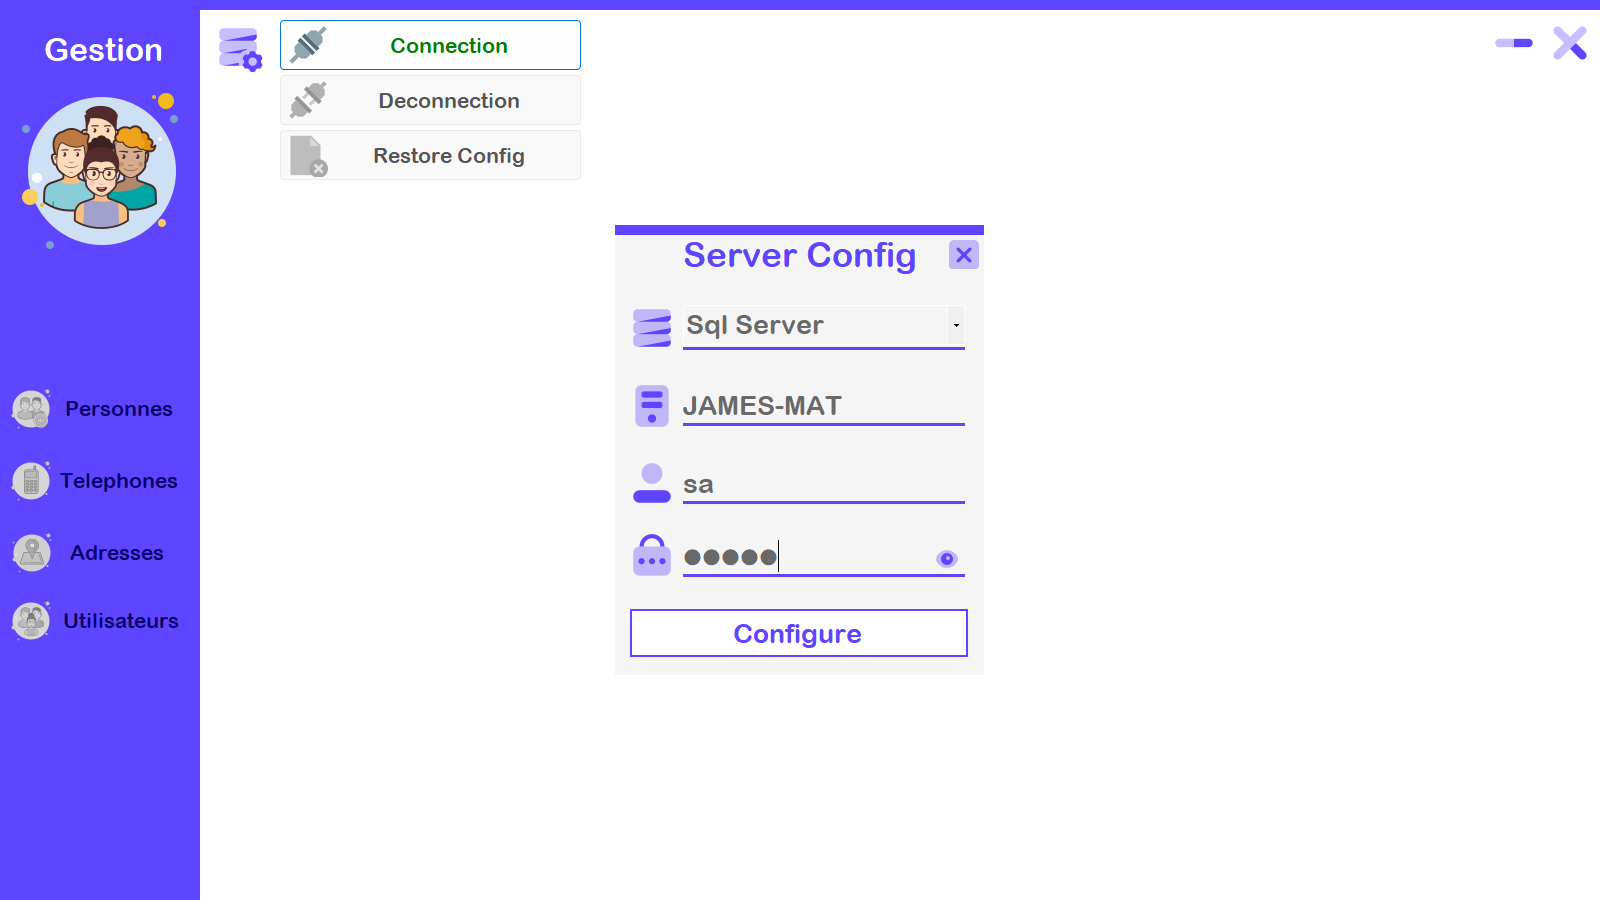 Gestion
Connection
Deconnection
Restore Config
Server Config
Sql Server
JAMES-MAT
sa
Configure
Personnes
Telephones
Adresses
Utilisateurs